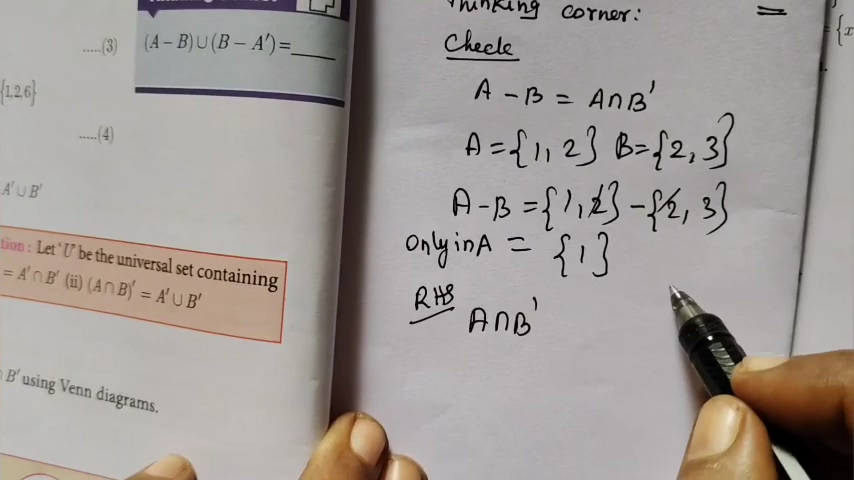 .....(3)
(A – B)∪(B – A′) =
{1,2,6}
.....(4)
A′∪B′
tion : Let 'U' be the universal set containing
= A′∩B′ (ii) (A∩B)′ = A′∪B′
B′ using Venn diagrams.
Thinking corner:
=
Check
A – B = A∩B'
A = {1, 2} B = {2, 3}
A – B = {1, 2} – {2, 3}
only in A = {1}
RHS
A∩B'
= {x